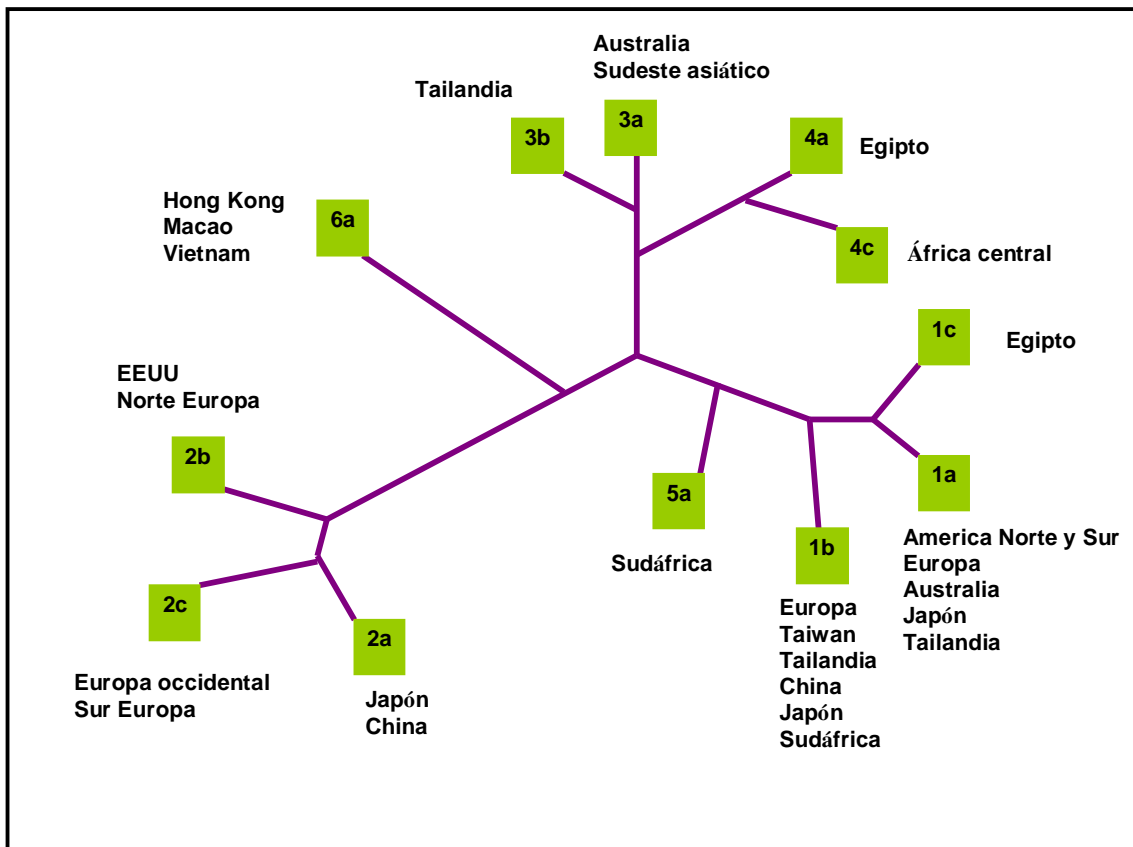 Australia
Sudeste asiático
Tailandia
3b
3a
4a
Egipto
Hong Kong
Macao
Vietnam
6a
4c
África central
1c
Egipto
EEUU
Norte Europa
2b
5a
1a
Sudáfrica
1b
America Norte y Sur
Europa
Australia
Japón
Tailandia
2c
2a
Europa
Taiwan
Tailandia
China
Japón
Sudáfrica
Europa occidental
Sur Europa
Japón
China